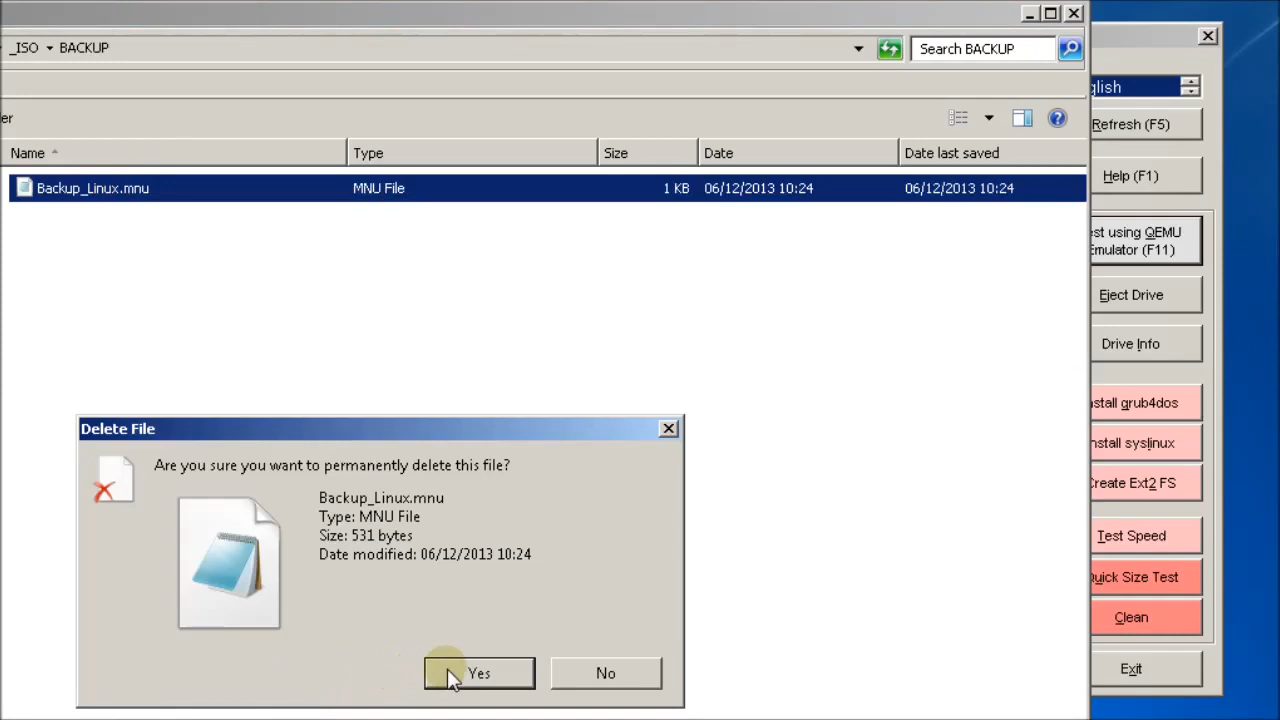 _ISO BACKUP
Search BACKUP
er
Name Type Size Date Date last saved
Backup_Linux.mnu MNU File 1 KB 06/12/2013 10:24 06/12/2013 10:24
Delete File
Are you sure you want to permanently delete this file?
Backup_Linux.mnu
Type: MNU File
Size: 531 bytes
Date modified: 06/12/2013 10:24
Yes No
glish
Refresh (F5)
Help (F1)
est using QEMU
Emulator (F11)
Eject Drive
Drive Info
nstall grub4dos
nstall syslinux
Create Ext2 FS
Test Speed
Quick Size Test
Clean
Exit